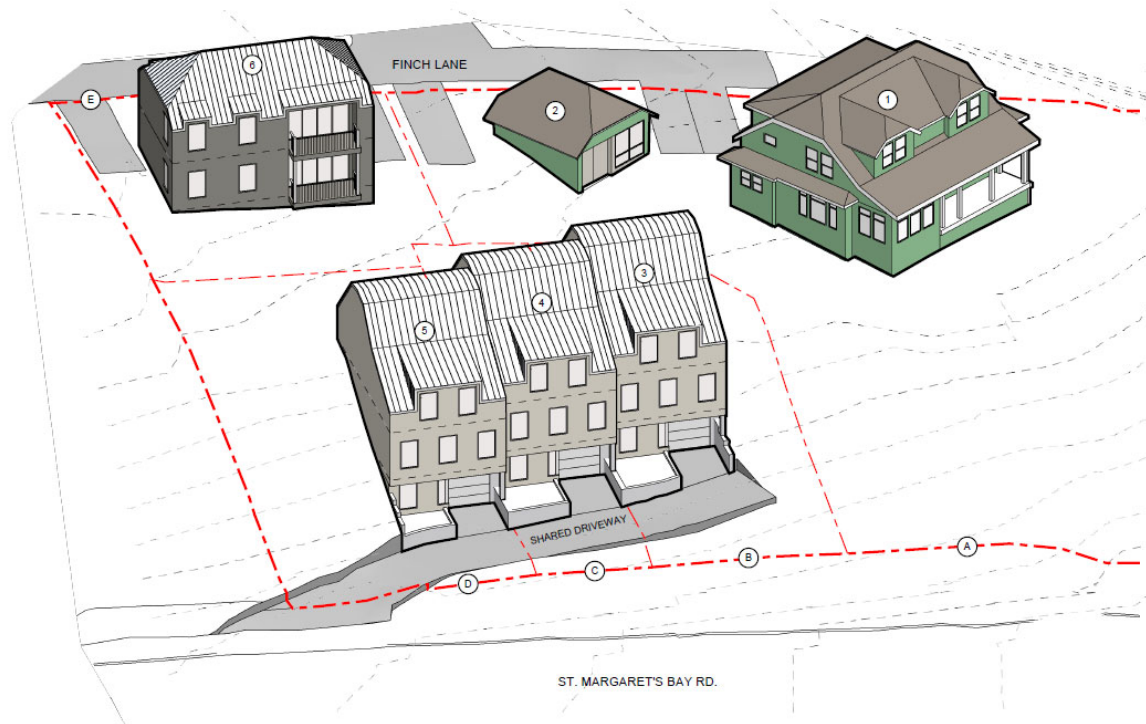 FINCH LANE
6
E
2
1
3
4
5
SHARED DRIVEWAY
A
B
C
D
ST. MARGARET'S BAY RD.